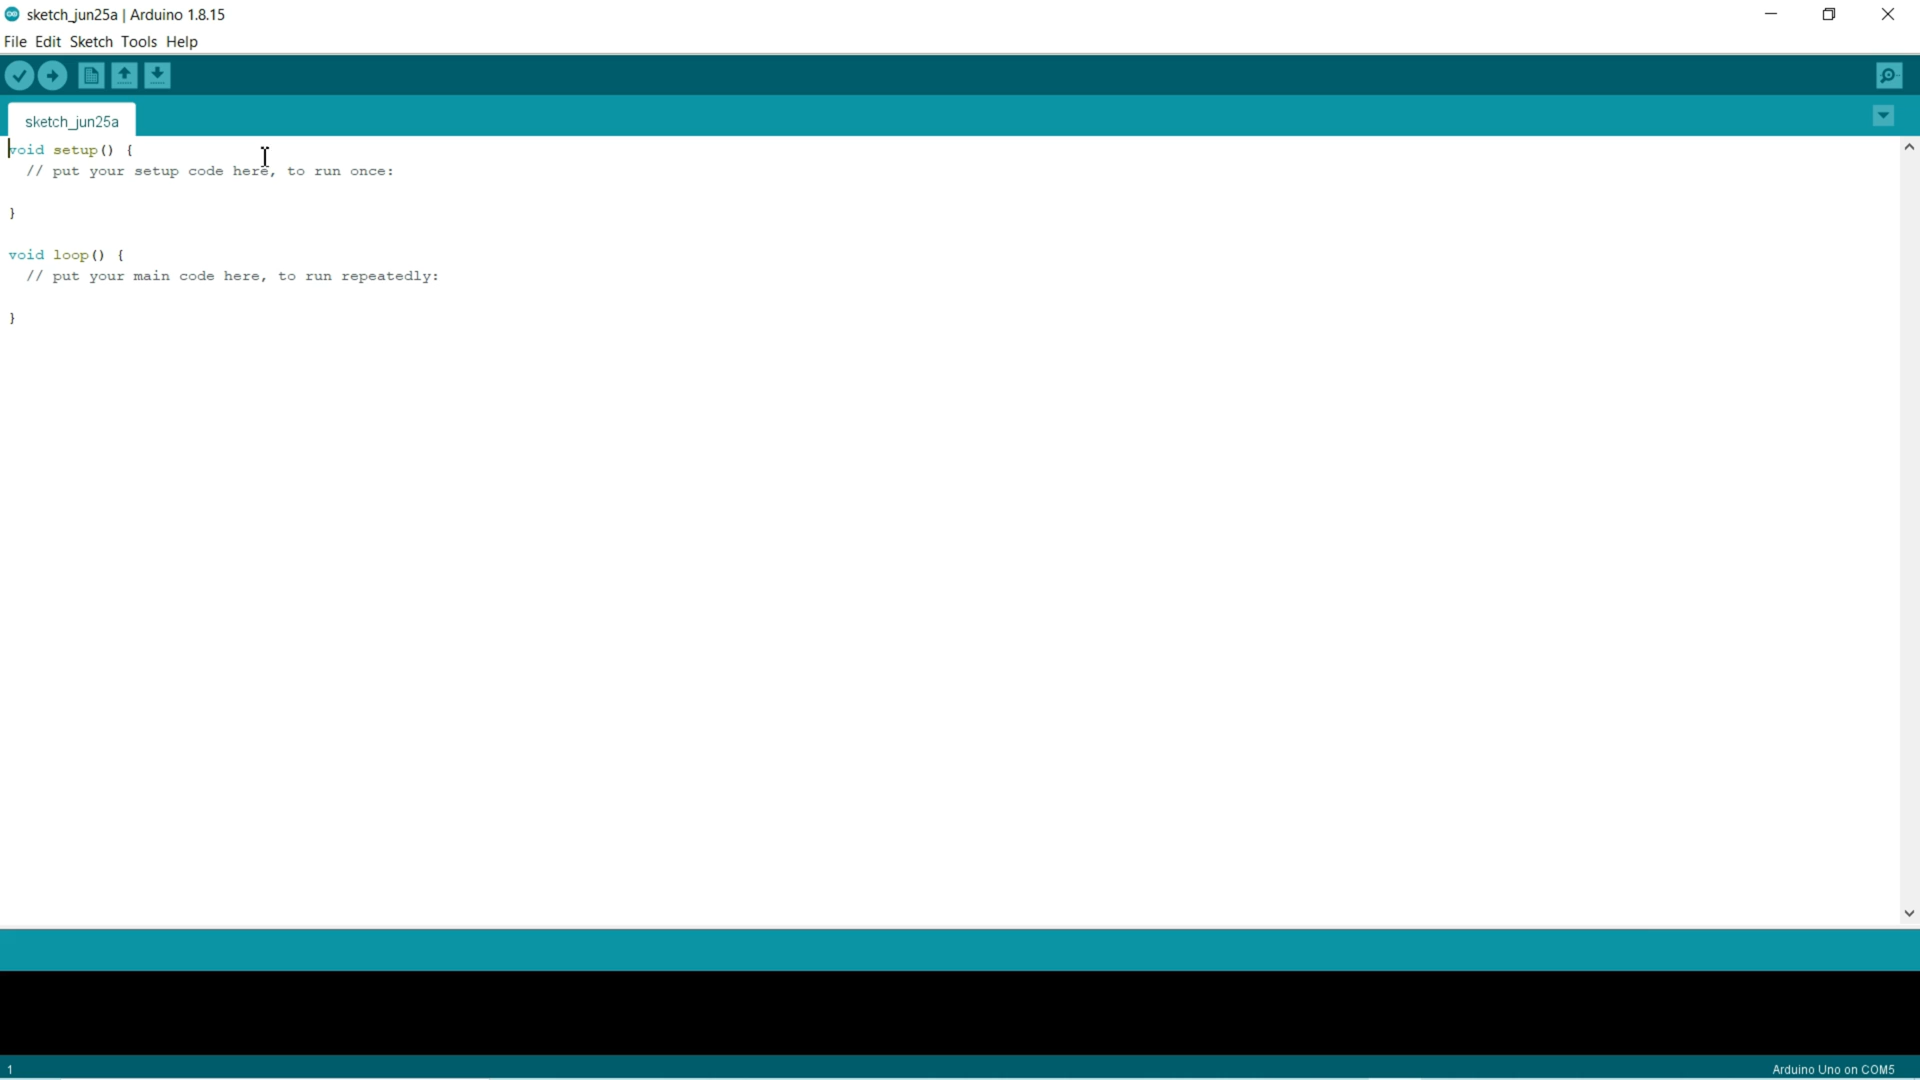 sketch_jun25a | Arduino 1.8.15
File Edit Sketch Tools Help
sketch_jun25a
void setup() {
  // put your setup code here, to run once:

}

void loop() {
  // put your main code here, to run repeatedly:

}
1
Arduino Uno on COM5